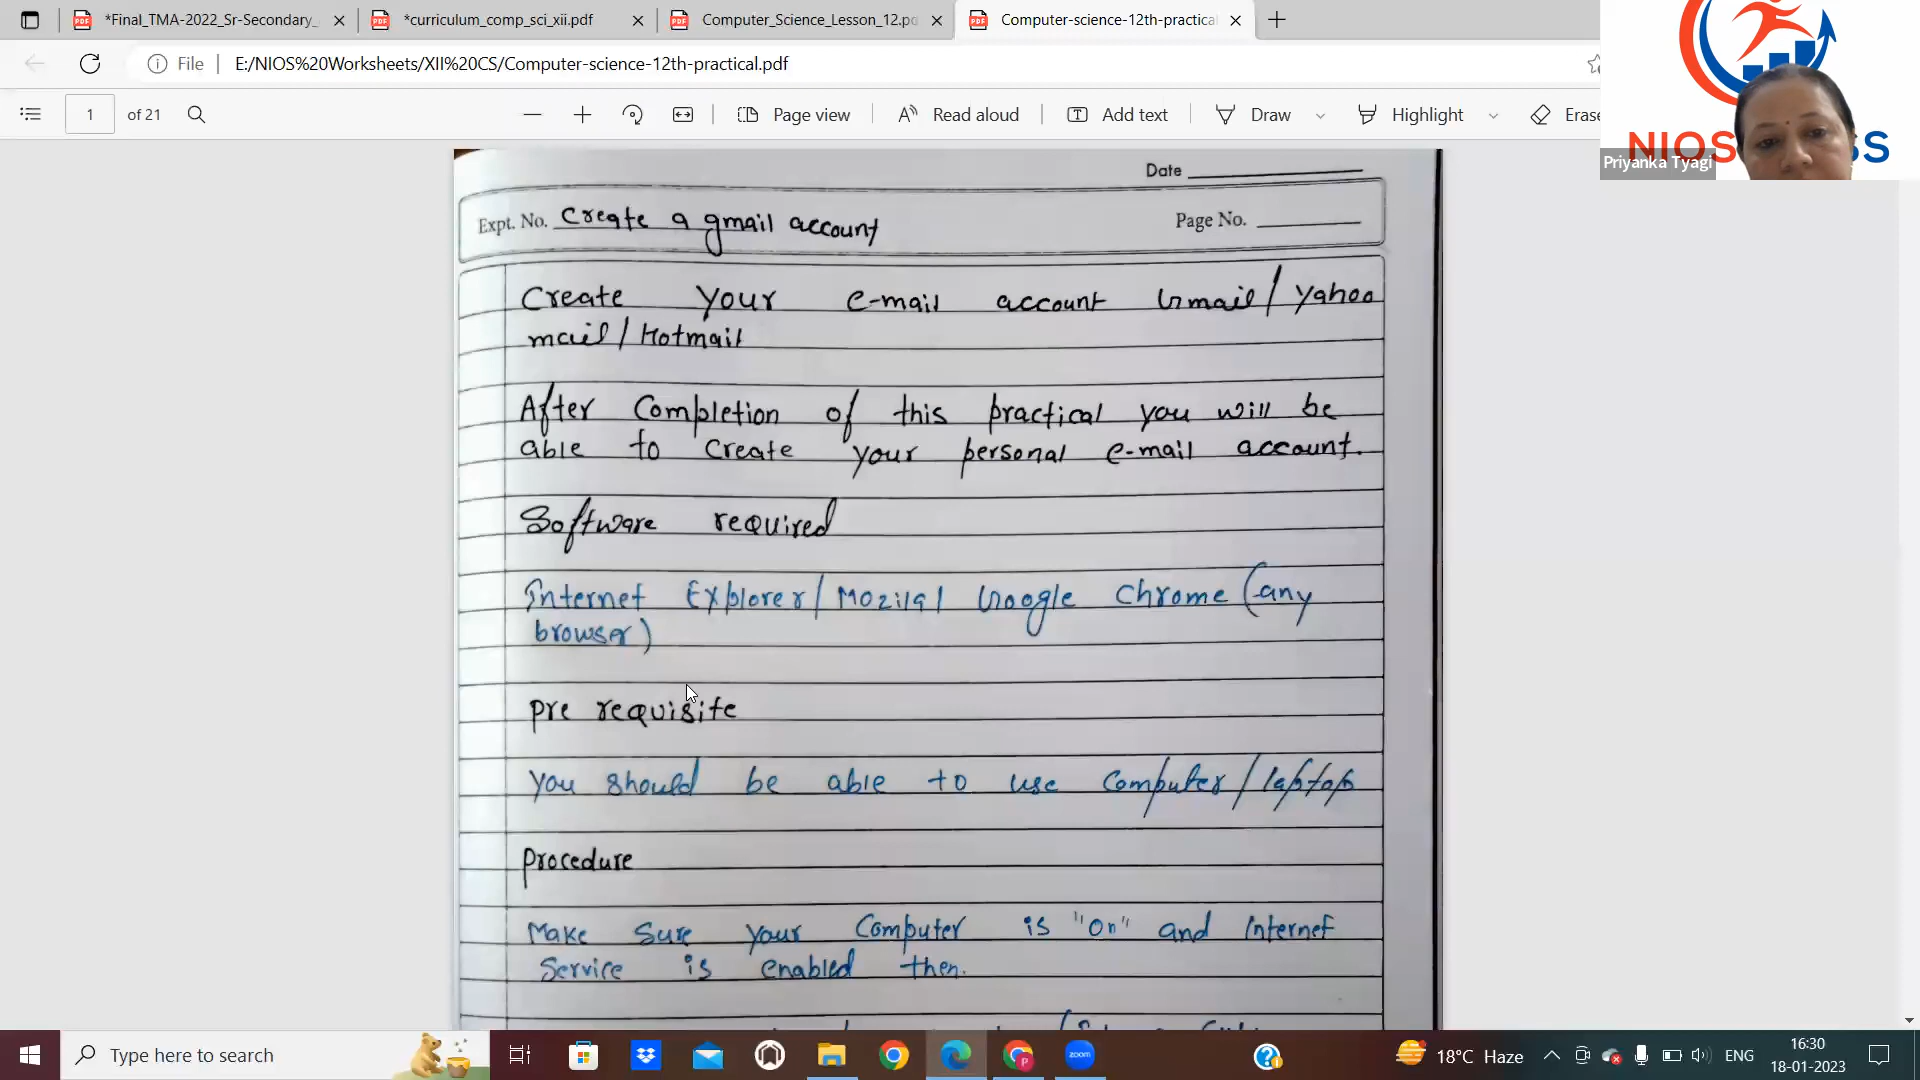 *Final_TMA-2022_Sr-Secondary_
*curriculum_comp_sci_xii.pdf
Computer_Science_Lesson_12.pd
Computer-science-12th-practical
File
E:/NIOS%20Worksheets/XII%20CS/Computer-science-12th-practical.pdf
1 of 21
Page view
Read aloud
Add text
Draw
Highlight
Erase
NIOS
SS
Priyanka Tyagi
Date
Expt. No. Create a gmail account
Page No.
Create your e-mail account Gmail/Yahoo
mail/Hotmail
After Completion of this practical you will be
able to create your personal e-mail account.
Software required
Internet Explorer/Mozila/ Google Chrome (any
browser)
Pre requisite
You should be able to use Computer/laptop
Procedure
Make Sure your Computer is "On" and Internet
Service is enabled then.
Type here to search
zoom
18°C Haze
ENG
16:30
18-01-2023